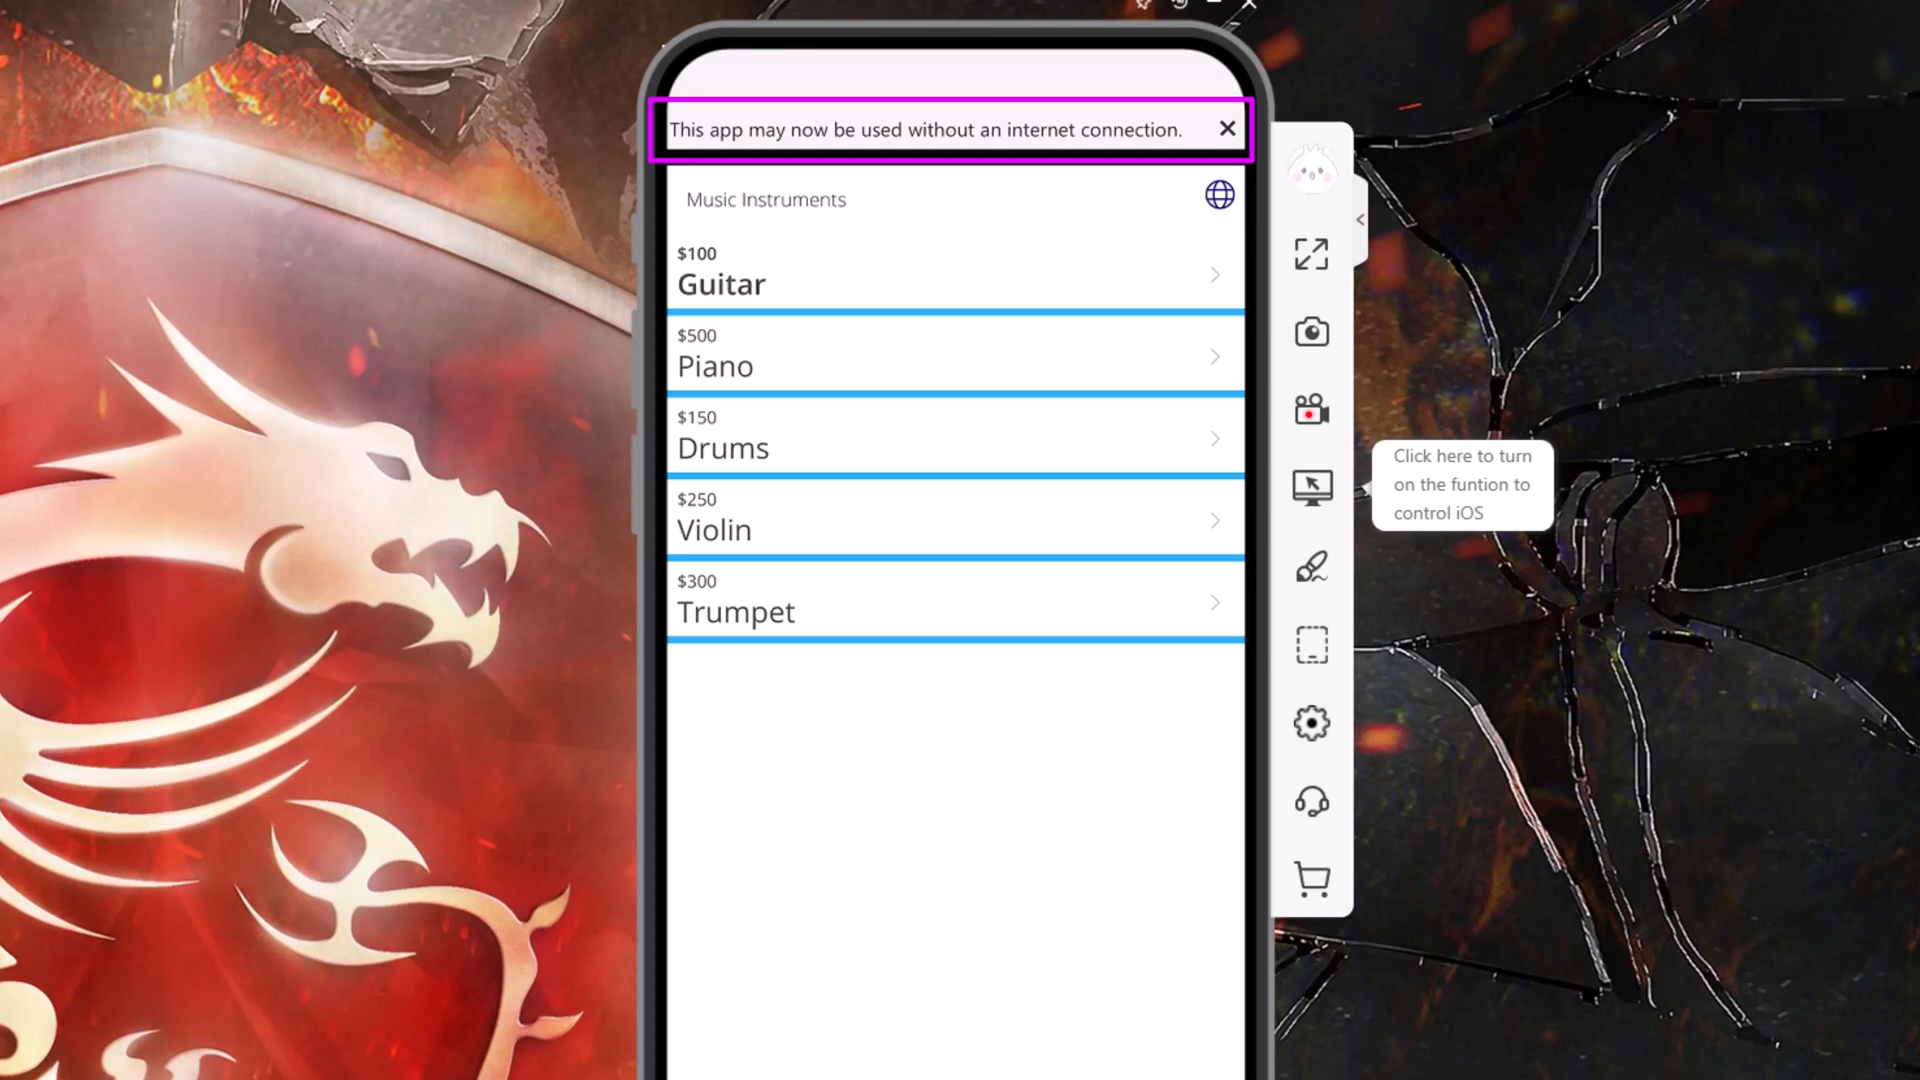 This app may now be used without an internet connection.
Music Instruments
$100
Guitar
$500
Piano
$150
Drums
$250
Violin
$300
Trumpet
Click here to turn
on the funtion to
control iOS